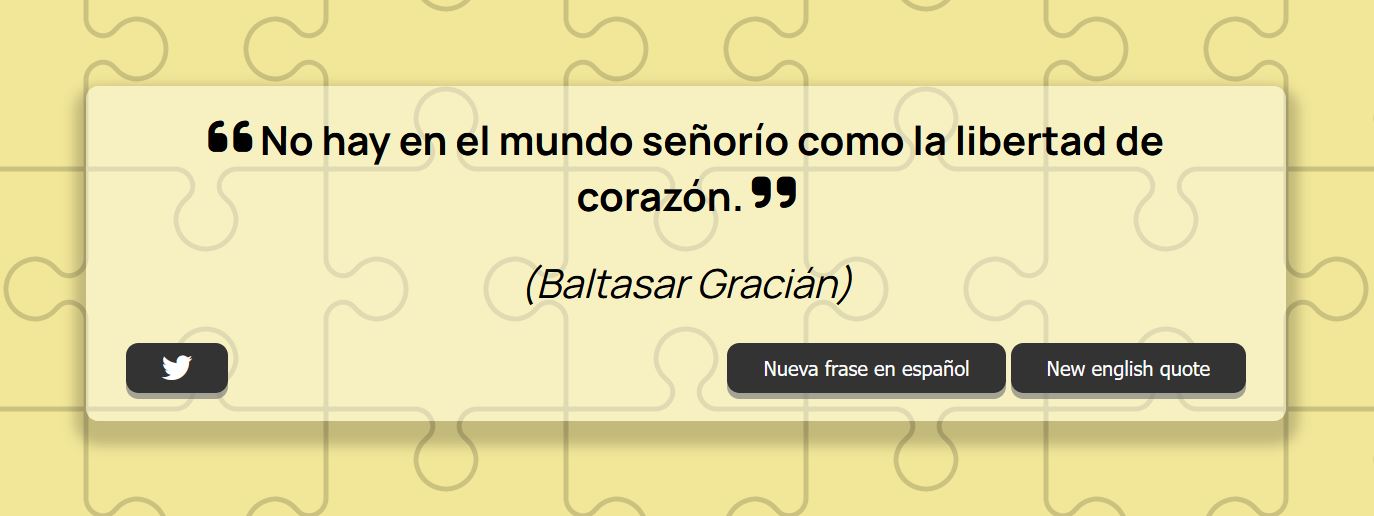 ❝ No hay en el mundo señorío como la libertad de
corazón. ❞
(Baltasar Gracián)
Nueva frase en español
New english quote